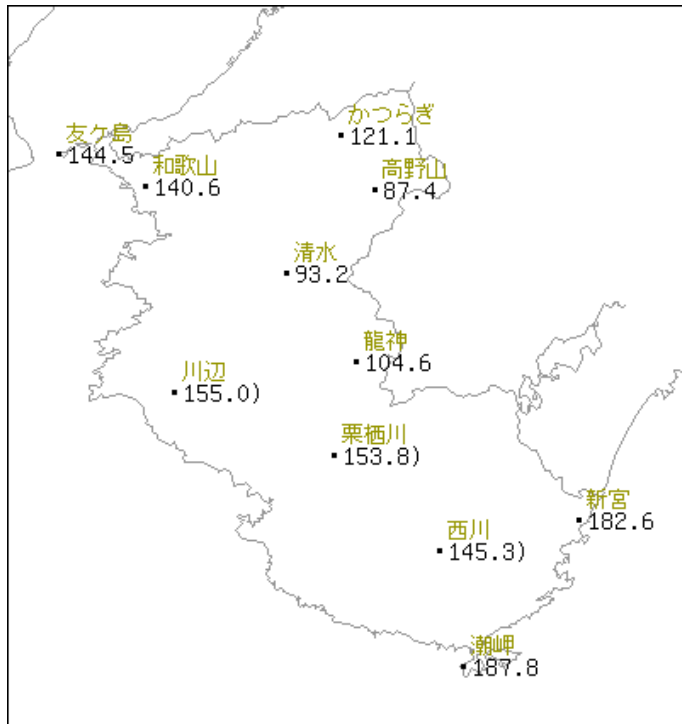 かつらぎ
121.1
友ケ島
144.5
和歌山
140.6
高野山
87.4
清水
93.2
龍神
104.6
川辺
155.0)
栗栖川
153.8)
新宮
182.6
西川
145.3)
潮岬
187.8